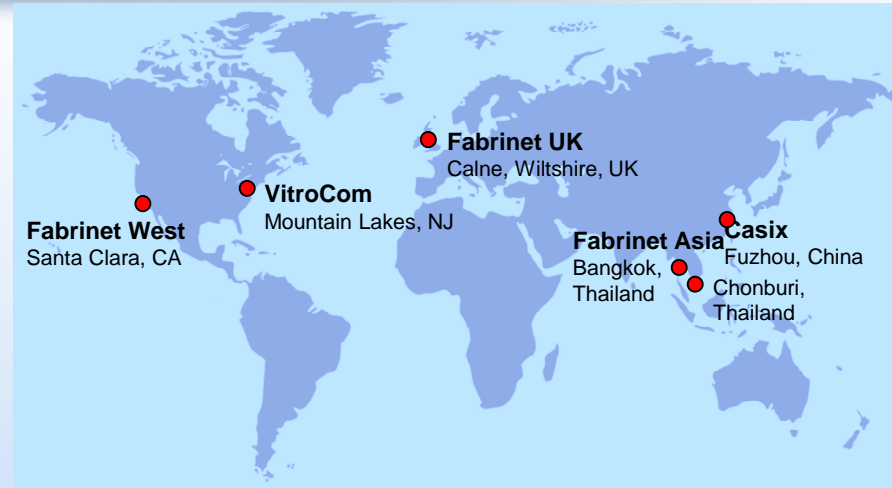 Fabrinet UK
Calne, Wiltshire, UK
VitroCom
Mountain Lakes, NJ
Fabrinet West
Santa Clara, CA
Casix
Fuzhou, China
Fabrinet Asia
Bangkok,
Thailand
Chonburi,
Thailand